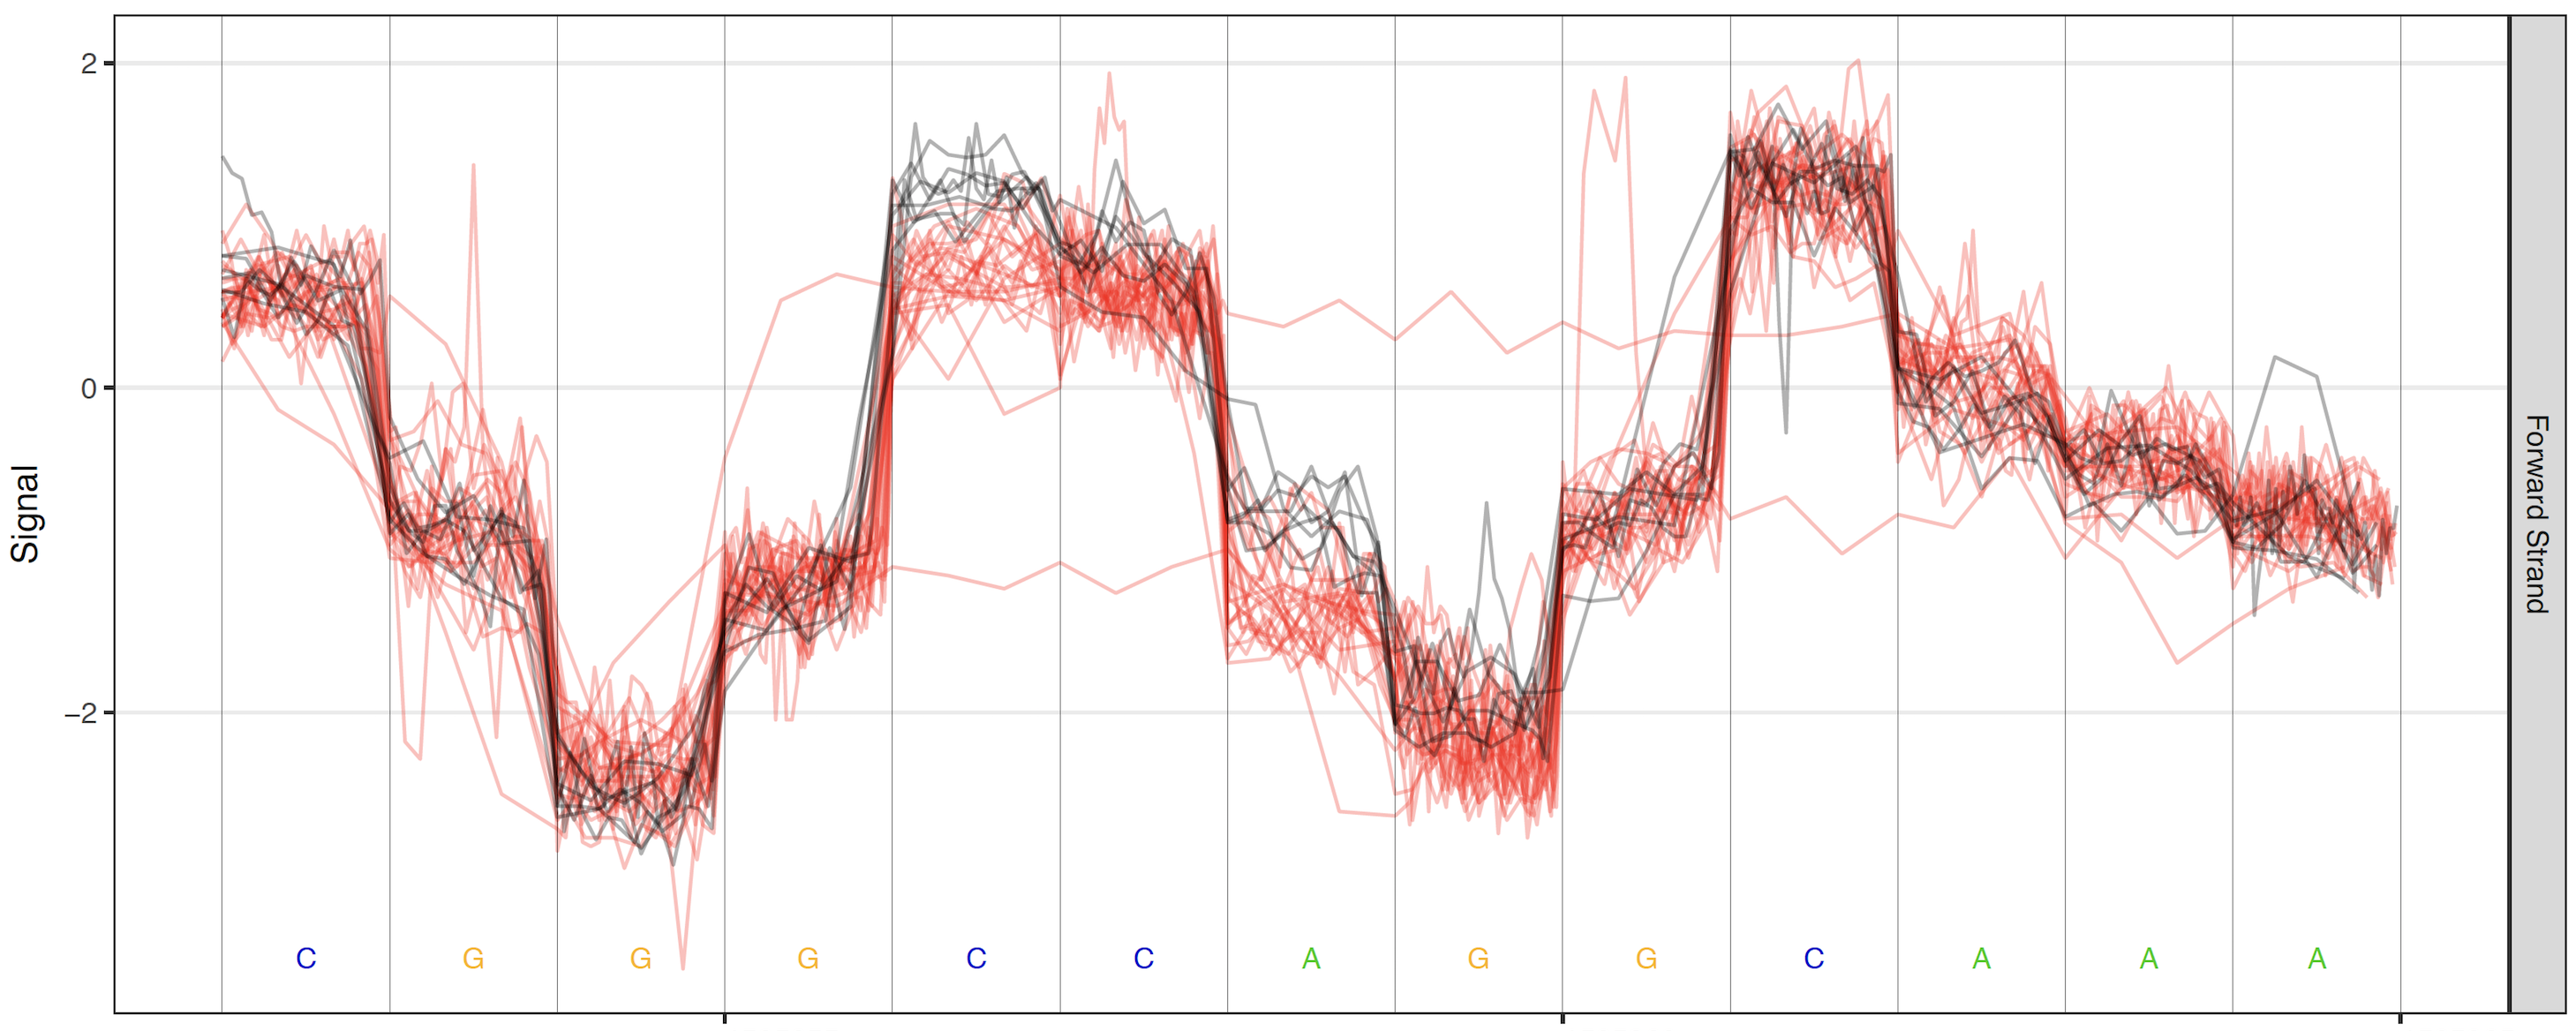 2
0
−2
Signal
C G G G C C A G G C A A A
Forward Strand